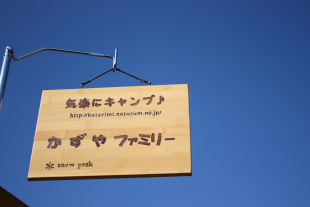 気楽にキャンプ♪
http://katarimi.naturum.ne.jp/
かずやファミリー
snow peak